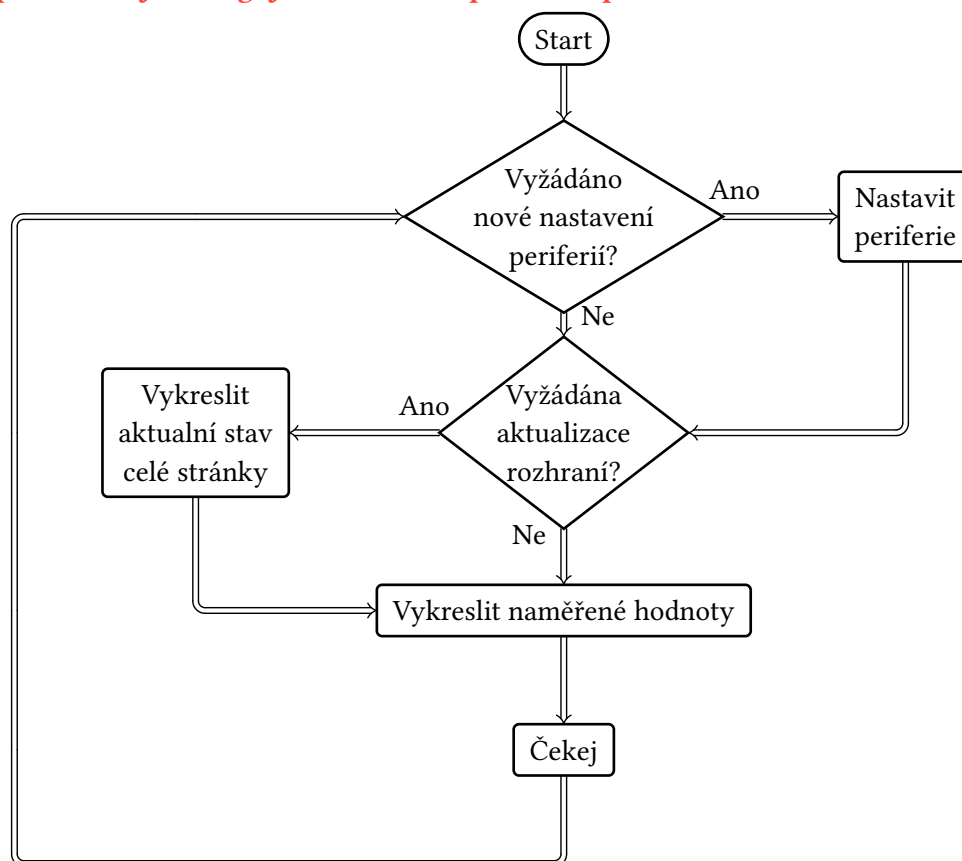 Start
Vyžádáno
nové nastavení
periferií?
Ano
Nastavit
periferie
Ne
Vykreslit
aktualní stav
celé stránky
Ano
Vyžádána
aktualizace
rozhraní?
Ne
Vykreslit naměřené hodnoty
Čekej